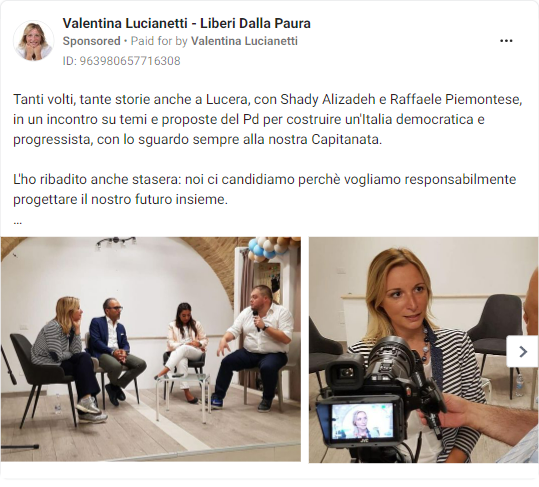 Valentina Lucianetti - Liberi Dalla Paura
Sponsored • Paid for by Valentina Lucianetti
ID: 963980657716308
Tanti volti, tante storie anche a Lucera, con Shady Alizadeh e Raffaele Piemontese,
in un incontro su temi e proposte del Pd per costruire un'Italia democratica e
progressista, con lo sguardo sempre alla nostra Capitanata.
L'ho ribadito anche stasera: noi ci candidiamo perchè vogliamo responsabilmente
progettare il nostro futuro insieme.
...